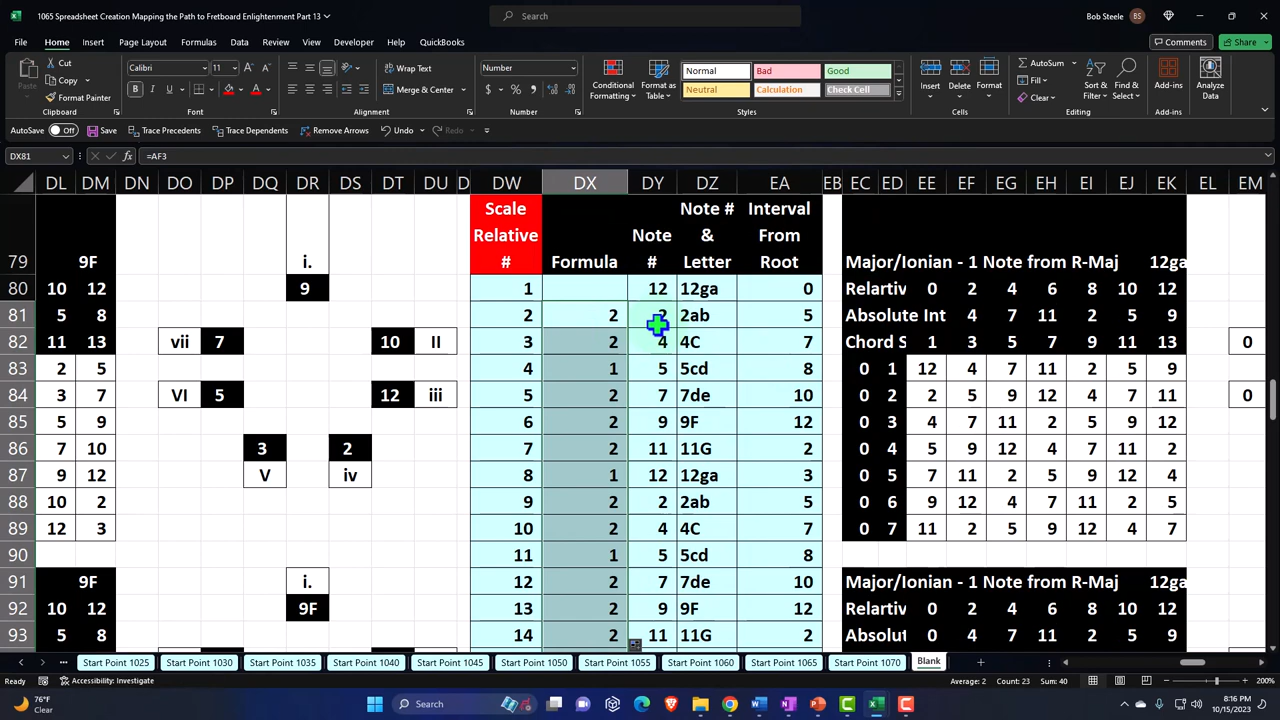 1065 Spreadsheet Creation Mapping the Path to Fretboard Enlightenment Part 13
Search
Bob Steele BS
File Home Insert Page Layout Formulas Data Review View Developer Help QuickBooks Comments Share
Cut Calibri 11 Wrap Text Number Normal Bad Good AutoSum
Copy Fill
Paste Format Painter Merge & Center Conditional Formatting Format as Table Neutral Calculation Check Cell Insert Delete Format Clear Sort & Filter Find & Select Add-ins Analyze Data
Clipboard Font Alignment Number Styles Cells Editing Add-ins
AutoSave Off Save Trace Precedents Trace Dependents Remove Arrows Undo Redo
DX81 =AF3
DL DM DN DO DP DQ DR DS DT DU D DW DX DY DZ EA EB EC ED EE EF EG EH EI EJ EK EL EM
79 9F i. Scale Relative # Formula Note # Note # & Letter Interval From Root Major/Ionian - 1 Note from R-Maj 12ga
80 10 12 9 1 12 12ga 0 Relartiv 0 2 4 6 8 10 12
81 5 8 2 2 2 2ab 5 Absolute Int 4 7 11 2 5 9
82 11 13 vii 7 10 II 3 2 4 4C 7 Chord S 1 3 5 7 9 11 13 0
83 2 5 4 1 5 5cd 8 0 1 12 4 7 11 2 5 9
84 3 7 VI 5 12 iii 5 2 7 7de 10 0 2 2 5 9 12 4 7 11 0
85 5 9 6 2 9 9F 12 0 3 4 7 11 2 5 9 12
86 7 10 3 2 7 2 11 11G 2 0 4 5 9 12 4 7 11 2
87 9 12 V iv 8 1 12 12ga 3 0 5 7 11 2 5 9 12 4
88 10 2 9 2 2 2ab 5 0 6 9 12 4 7 11 2 5
89 12 3 10 2 4 4C 7 0 7 11 2 5 9 12 4 7
90 11 1 5 5cd 8
91 9F i. 12 2 7 7de 10 Major/Ionian - 1 Note from R-Maj 12ga
92 10 12 9F 13 2 9 9F 12 Relartiv 0 2 4 6 8 10 12
93 5 8 14 2 11 11G 2 Absolute 0 4 7 11 2 5 9
Start Point 1025 Start Point 1030 Start Point 1035 Start Point 1040 Start Point 1045 Start Point 1050 Start Point 1055 Start Point 1060 Start Point 1065 Start Point 1070 Blank
Ready Accessibility: Investigate Average: 2 Count: 23 Sum: 40 200%
76°F
Clear
Search
8:16 PM
10/15/2023